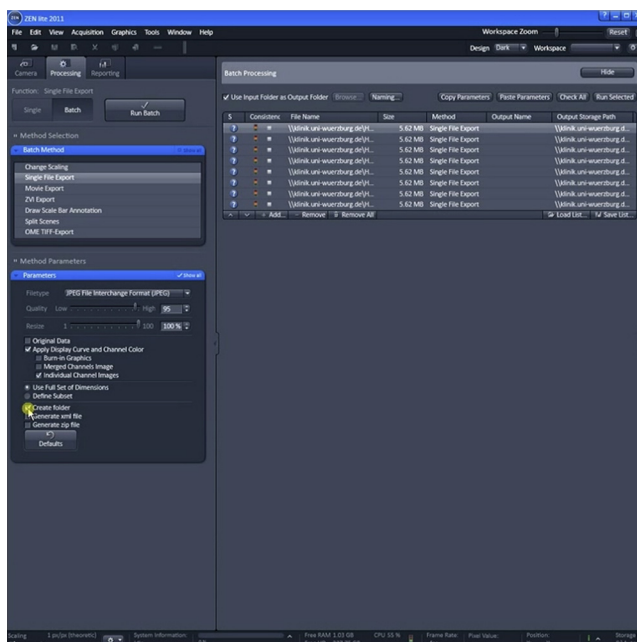 ZEN lite 2011
File Edit View Acquisition Graphics Tools Window Help
Workspace Zoom Reset
Design Dark Workspace
Camera Processing Reporting
Function: Single File Export
Single Batch Run Batch
Method Selection
Batch Method Show all
Change Scaling
Single File Export
Movie Export
ZVI Export
Draw Scale Bar Annotation
Split Scenes
OME TIFF-Export
Method Parameters
Parameters Show all
Filetype JPEG File Interchange Format (JPEG)
Quality Low High 95
Resize 1 100 100 %
Original Data
Apply Display Curve and Channel Color
Burn-in Graphics
Merged Channels Image
Individual Channel Images
Use Full Set of Dimensions
Define Subset
Create folder
Generate xml file
Generate zip file
Defaults
Batch Processing Hide
Use Input Folder as Output Folder Browse... Naming... Copy Parameters Paste Parameters Check All Run Selected
S Consistenc File Name Size Method Output Name Output Storage Path
\\klinik.uni-wuerzburg.de\H... 5.62 MB Single File Export \\klinik.uni-wuerzburg.d...
\\klinik.uni-wuerzburg.de\H... 5.62 MB Single File Export \\klinik.uni-wuerzburg.d...
\\klinik.uni-wuerzburg.de\H... 5.62 MB Single File Export \\klinik.uni-wuerzburg.d...
\\klinik.uni-wuerzburg.de\H... 5.62 MB Single File Export \\klinik.uni-wuerzburg.d...
\\klinik.uni-wuerzburg.de\H... 5.62 MB Single File Export \\klinik.uni-wuerzburg.d...
\\klinik.uni-wuerzburg.de\H... 5.62 MB Single File Export \\klinik.uni-wuerzburg.d...
\\klinik.uni-wuerzburg.de\H... 5.62 MB Single File Export \\klinik.uni-wuerzburg.d...
\\klinik.uni-wuerzburg.de\H... 5.62 MB Single File Export \\klinik.uni-wuerzburg.d...
Add... Remove Remove All Load List... Save List...
Scaling 1 px/px (theoretic) System Information: Free RAM 1.03 GB CPU 55 % Frame Rate: Pixel Value: Position: Storage